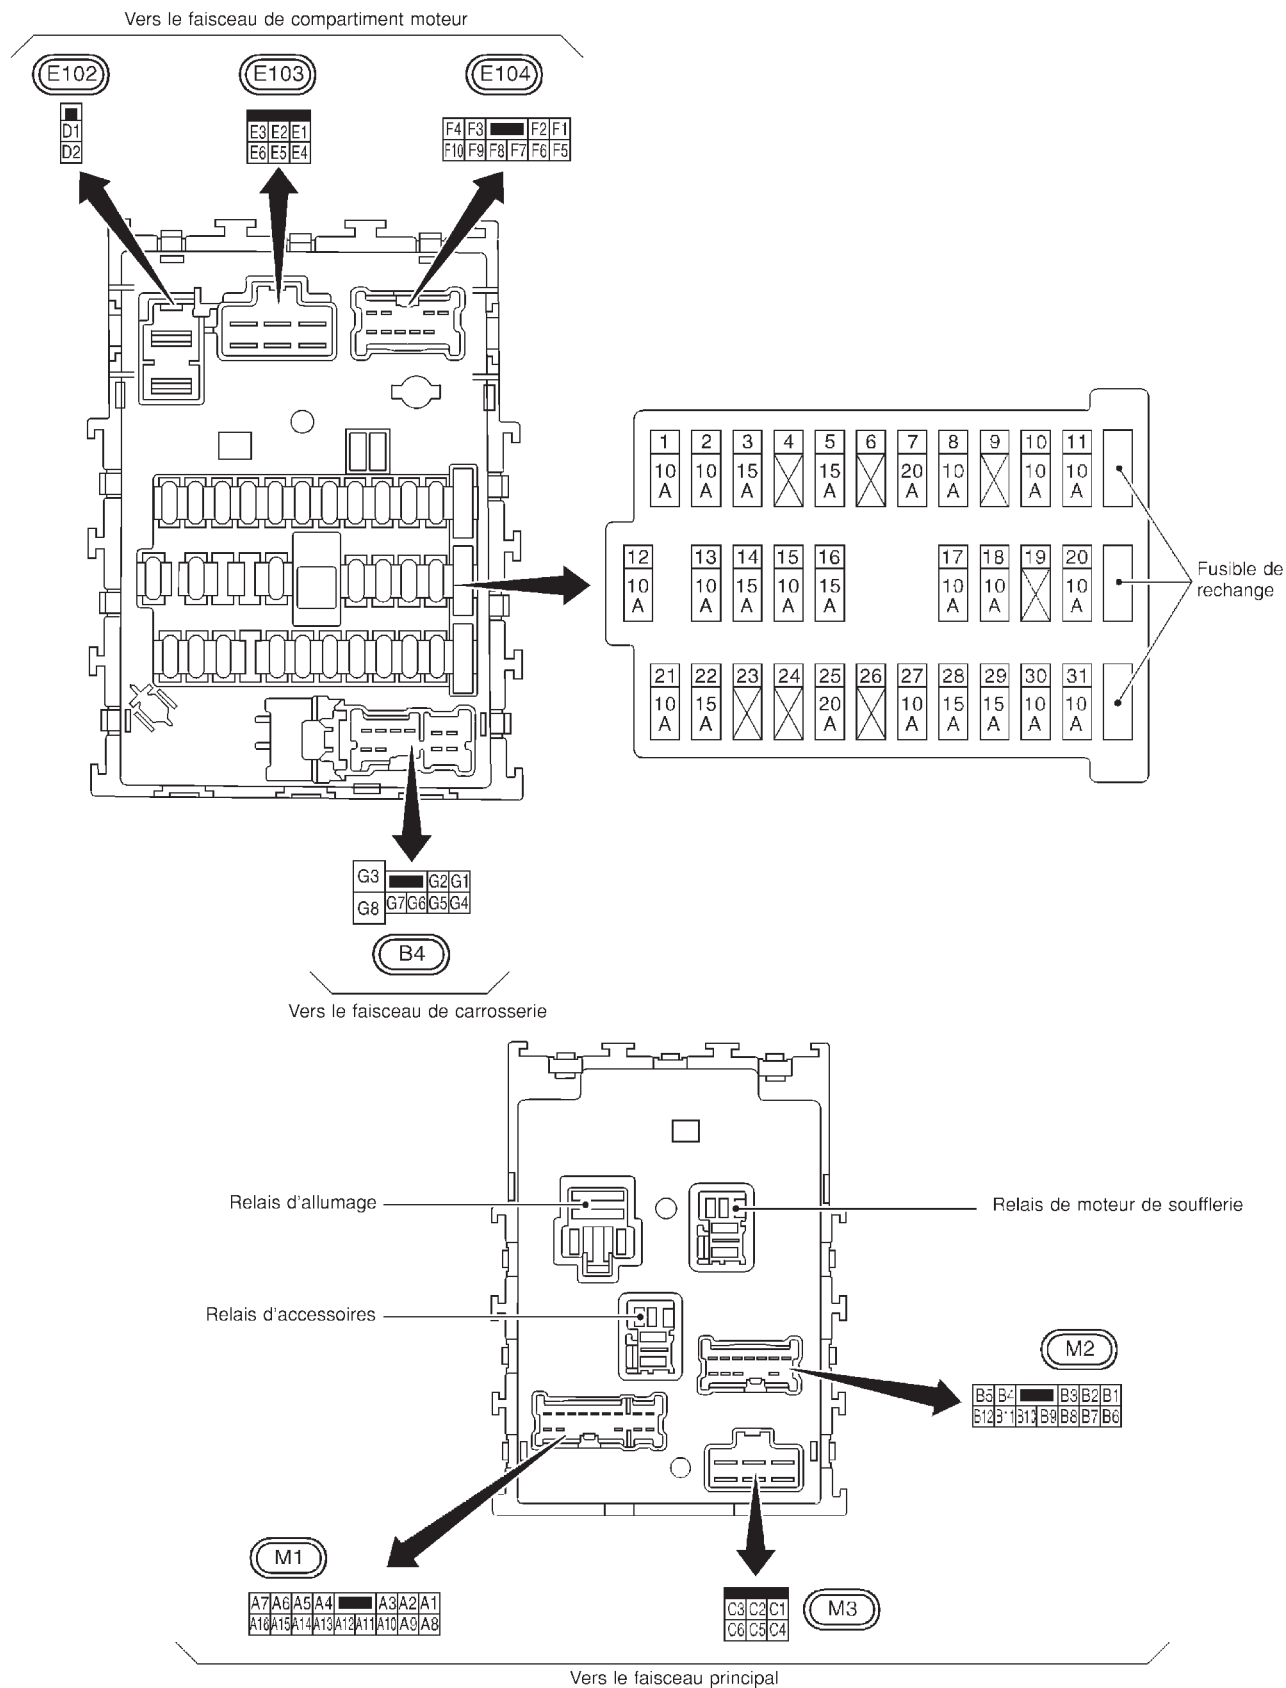 Vers le faisceau de compartiment moteur
E102 E103 E104
D1
D2
E3 E2 E1
E6 E5 E4
F4 F3 F2 F1
F10 F9 F8 F7 F6 F5
1 2 3 4 5 6 7 8 9 10 11
10 A 10 A 15 A 15 A 20 A 10 A 10 A 10 A
12 13 14 15 16 17 18 19 20
10 A 10 A 15 A 10 A 15 A 10 A 10 A 10 A
Fusible de
rechange
21 22 23 24 25 26 27 28 29 30 31
10 A 15 A 20 A 10 A 15 A 15 A 10 A 10 A
G3 G2 G1
G8 G7 G6 G5 G4
B4
Vers le faisceau de carrosserie
Relais d'allumage
Relais de moteur de soufflerie
Relais d'accessoires
M2
B5 B4 B3 B2 B1
B12 B11 B10 B9 B8 B7 B6
M1
A7 A6 A5 A4 A3 A2 A1
A16 A15 A14 A13 A12 A11 A10 A9 A8
C3 C2 C1
C6 C5 C4
M3
Vers le faisceau principal